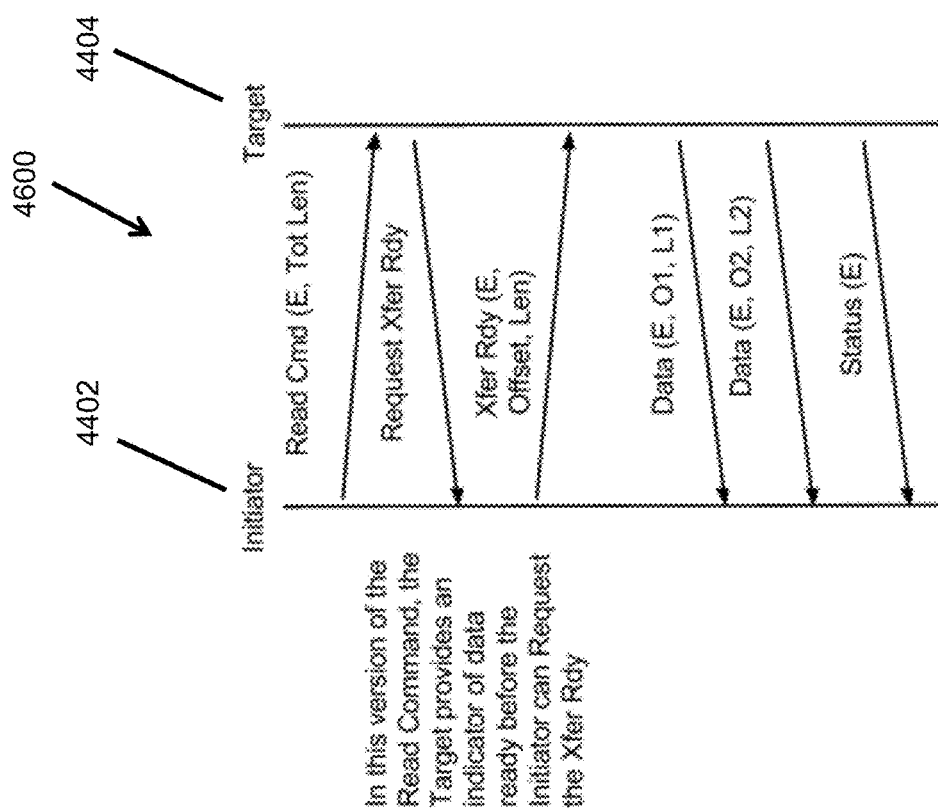 4600
4402
4404
Initiator
Target
Read Cmd (E, Tot Len)
Request Xfer Rdy
Xfer Rdy (E,
Offset, Len)
Data (E, O1, L1)
Data (E, O2, L2)
Status (E)
In this version of the
Read Command, the
Target provides an
indicator of data
ready before the
Initiator can Request
the Xfer Rdy